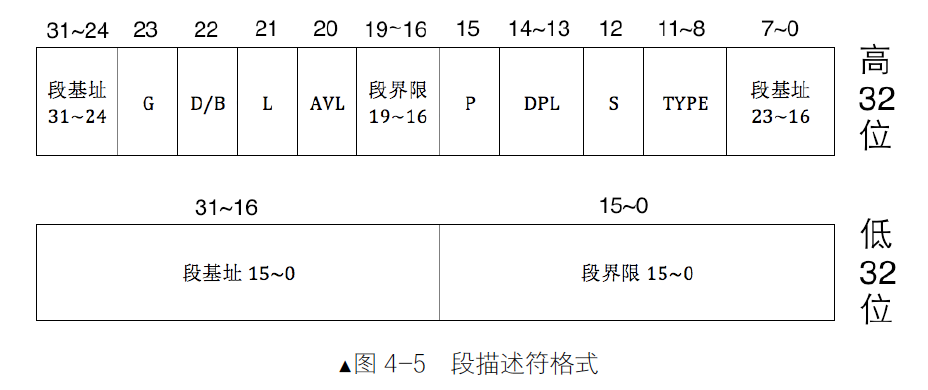 31~24 23 22 21 20 19~16 15 14~13 12 11~8 7~0
段基址 31~24 G D/B L AVL 段界限 19~16 P DPL S TYPE 段基址 23~16
高32位
31~16 15~0
段基址 15~0 段界限 15~0
低32位
▲图 4-5 段描述符格式